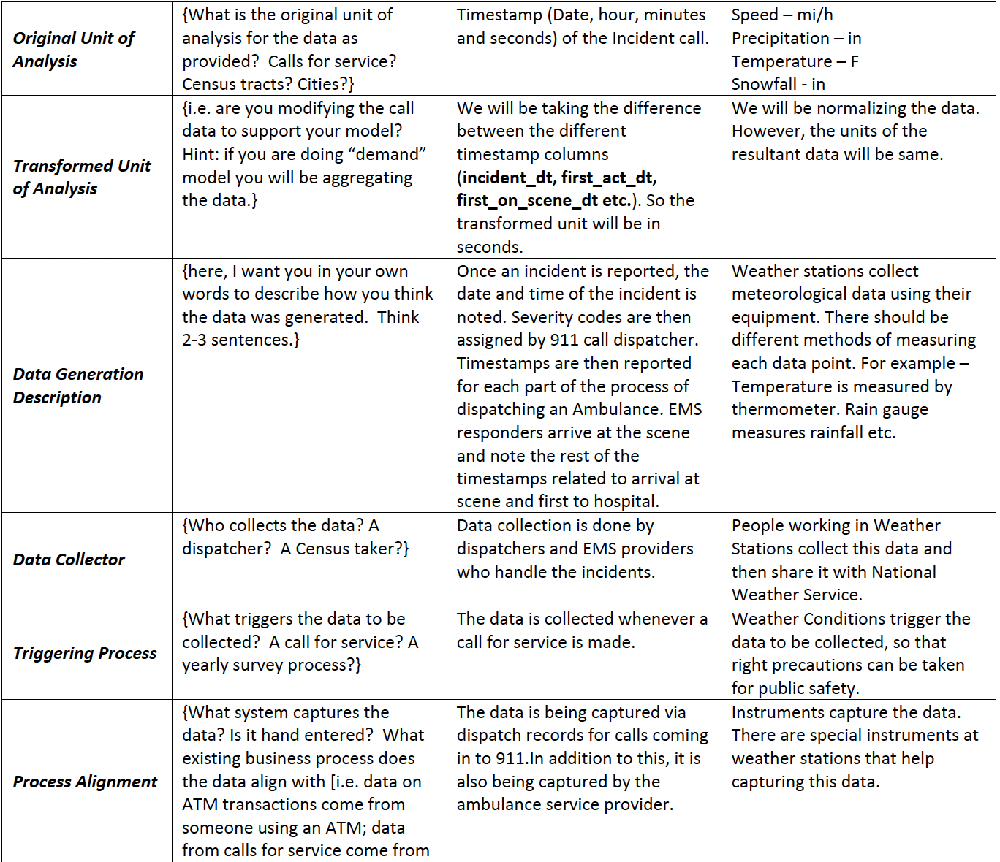 Original Unit of
Analysis
{What is the original unit of
analysis for the data as
provided?  Calls for service?
Census tracts? Cities?}
Timestamp (Date, hour, minutes
and seconds) of the Incident call.
Speed – mi/h
Precipitation – in
Temperature – F
Snowfall - in
Transformed Unit
of Analysis
{i.e. are you modifying the call
data to support your model?
Hint: if you are doing “demand”
model you will be aggregating
the data.}
We will be taking the difference
between the different
timestamp columns
(incident_dt, first_act_dt,
first_on_scene_dt etc.). So the
transformed unit will be in
seconds.
We will be normalizing the data.
However, the units of the
resultant data will be same.
Data Generation
Description
{here, I want you in your own
words to describe how you think
the data was generated.  Think
2-3 sentences.}
Once an incident is reported, the
date and time of the incident is
noted. Severity codes are then
assigned by 911 call dispatcher.
Timestamps are then reported
for each part of the process of
dispatching an Ambulance. EMS
responders arrive at the scene
and note the rest of the
timestamps related to arrival at
scene and first to hospital.
Weather stations collect
meteorological data using their
equipment. There should be
different methods of measuring
each data point. For example –
Temperature is measured by
thermometer. Rain gauge
measures rainfall etc.
Data Collector
{Who collects the data? A
dispatcher?  A Census taker?}
Data collection is done by
dispatchers and EMS providers
who handle the incidents.
People working in Weather
Stations collect this data and
then share it with National
Weather Service.
Triggering Process
{What triggers the data to be
collected?  A call for service? A
yearly survey process?}
The data is collected whenever a
call for service is made.
Weather Conditions trigger the
data to be collected, so that
right precautions can be taken
for public safety.
Process Alignment
{What system captures the
data? Is it hand entered?  What
existing business process does
the data align with [i.e. data on
ATM transactions come from
someone using an ATM; data
from calls for service come from
The data is being captured via
dispatch records for calls coming
in to 911.In addition to this, it is
also being captured by the
ambulance service provider.
Instruments capture the data.
There are special instruments at
weather stations that help
capturing this data.